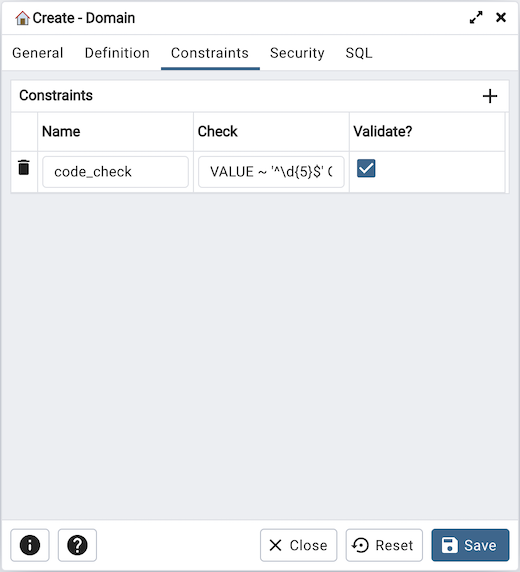 Create - Domain
General Definition Constraints Security SQL
Constraints
Name Check Validate?
code_check VALUE ~ '^\d{5}$'
Close Reset Save